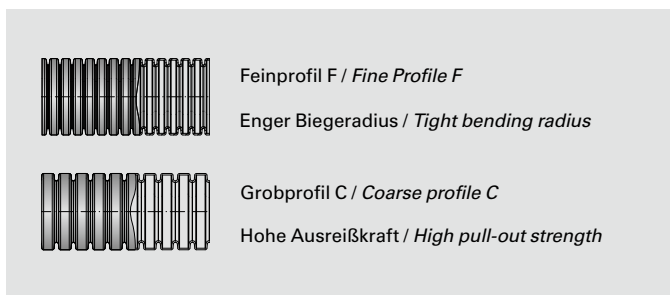 Feinprofil F / Fine Profile F
Enger Biegeradius / Tight bending radius
Grobprofil C / Coarse profile C
Hohe Ausreißkraft / High pull-out strength